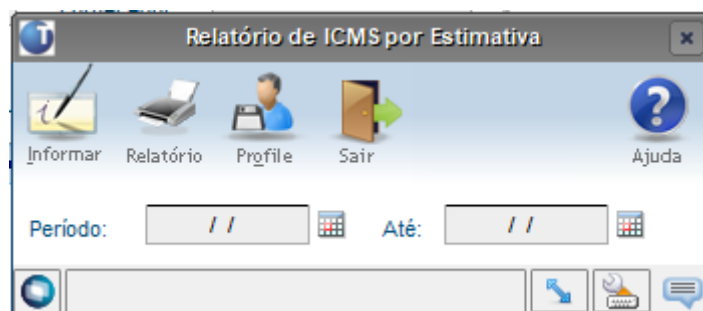 Relatório de ICMS por Estimativa
Informar Relatório Profile Sair Ajuda
Período: / / Até: / /